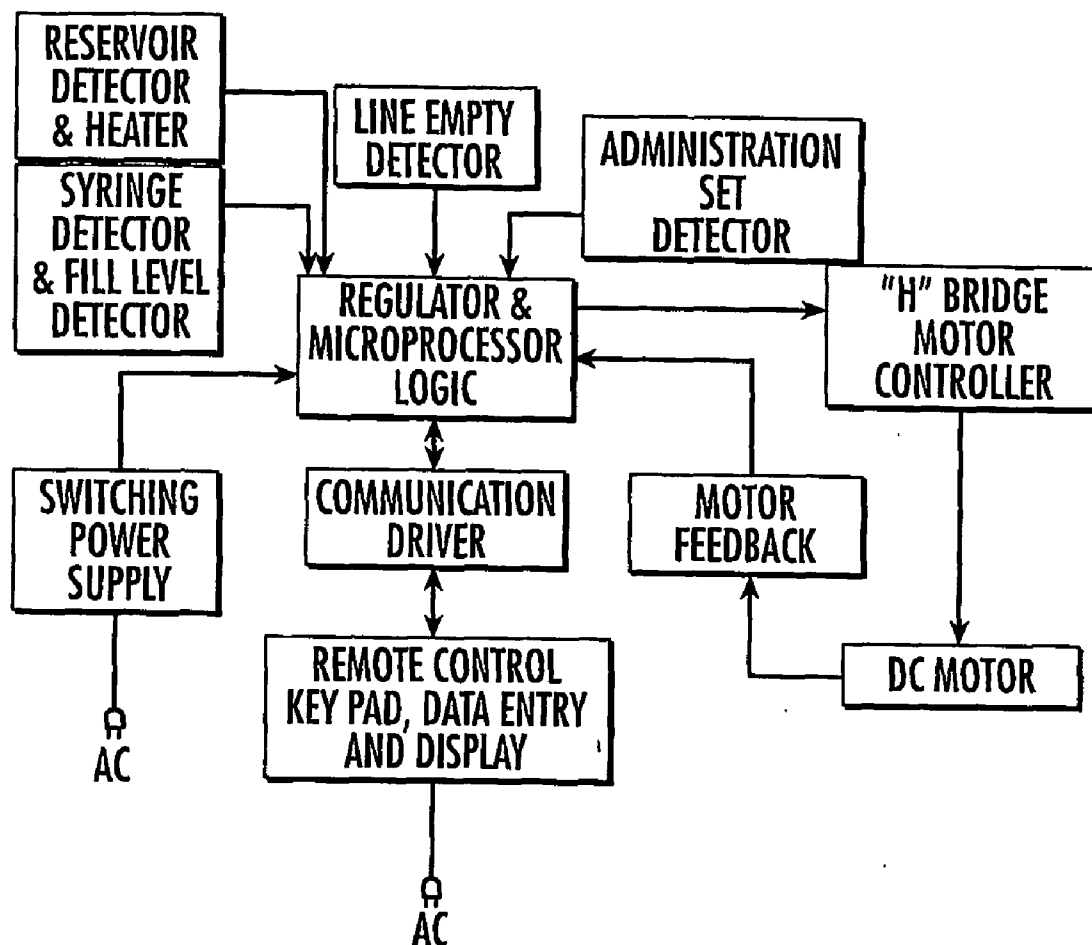 RESERVOIR
DETECTOR
& HEATER
LINE EMPTY
DETECTOR
ADMINISTRATION
SET
DETECTOR
SYRINGE
DETECTOR
& FILL LEVEL
DETECTOR
REGULATOR &
MICROPROCESSOR
LOGIC
"H" BRIDGE
MOTOR
CONTROLLER
SWITCHING
POWER
SUPPLY
COMMUNICATION
DRIVER
MOTOR
FEEDBACK
REMOTE CONTROL
KEY PAD, DATA ENTRY
AND DISPLAY
DC MOTOR
AC
AC